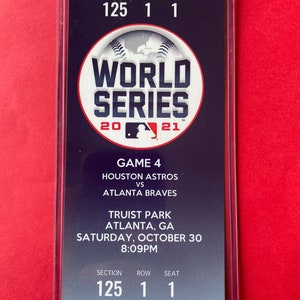 125 1 1
WORLD
SERIES
20 21
GAME 4
HOUSTON ASTROS
VS
ATLANTA BRAVES
TRUIST PARK
ATLANTA, GA
SATURDAY, OCTOBER 30
8:09PM
SECTION ROW SEAT
125 1 1